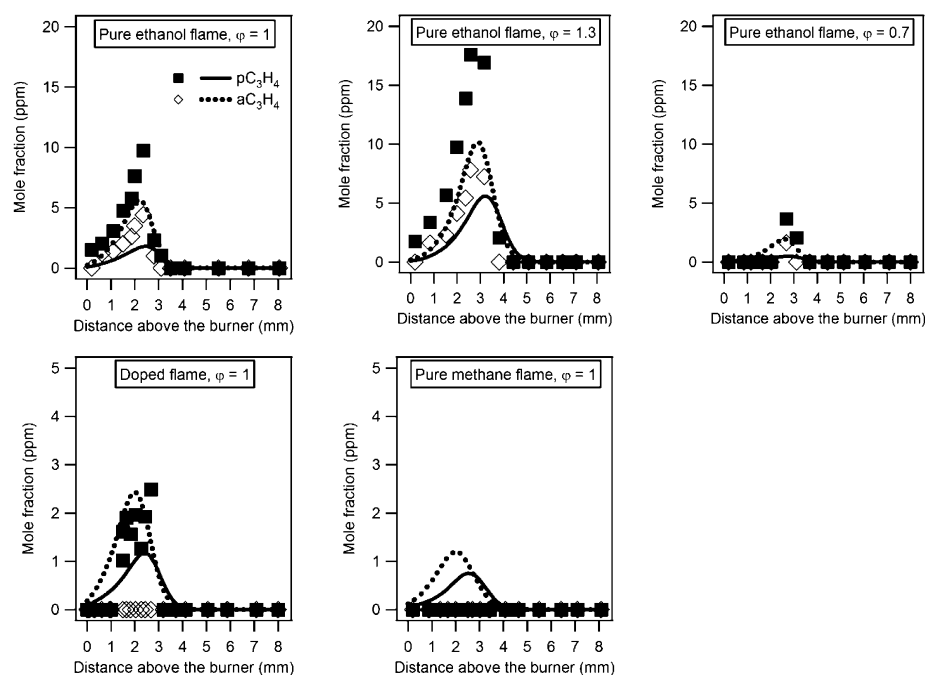 Pure ethanol flame, φ = 1
20
15
10
5
0
Mole fraction (ppm)
pC₃H₄
aC₃H₄
0 1 2 3 4 5 6 7 8
Distance above the burner (mm)
Pure ethanol flame, φ = 1.3
20
15
10
5
0
Mole fraction (ppm)
0 1 2 3 4 5 6 7 8
Distance above the burner (mm)
Pure ethanol flame, φ = 0.7
20
15
10
5
0
Mole fraction (ppm)
0 1 2 3 4 5 6 7 8
Distance above the burner (mm)
Doped flame, φ = 1
5
4
3
2
1
0
Mole fraction (ppm)
0 1 2 3 4 5 6 7 8
Distance above the burner (mm)
Pure methane flame, φ = 1
5
4
3
2
1
0
Mole fraction (ppm)
0 1 2 3 4 5 6 7 8
Distance above the burner (mm)